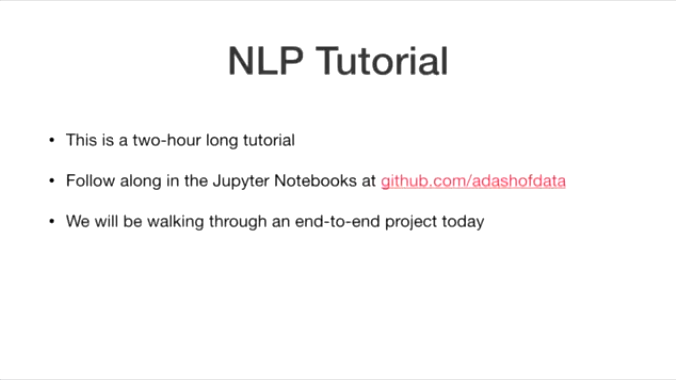 NLP Tutorial
• This is a two-hour long tutorial
• Follow along in the Jupyter Notebooks at github.com/adashofdata
• We will be walking through an end-to-end project today